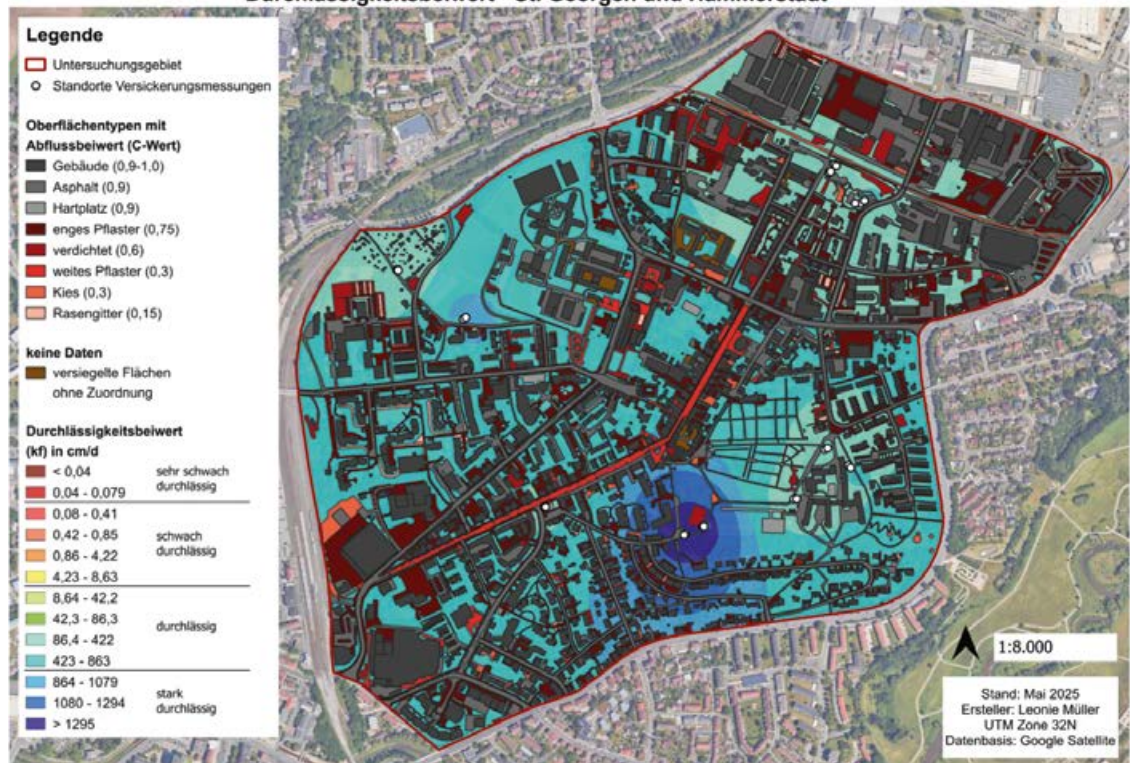 Durchlässigkeitsbeiwert - St. Georgen und Hammerstadt
Legende
Untersuchungsgebiet
Standorte Versickerungsmessungen
Oberflächentypen mit
Abflussbeiwert (C-Wert)
Gebäude (0,9-1,0)
Asphalt (0,9)
Hartplatz (0,9)
enges Pflaster (0,75)
verdichtet (0,6)
weites Pflaster (0,3)
Kies (0,3)
Rasengitter (0,15)
keine Daten
versiegelte Flächen
ohne Zuordnung
Durchlässigkeitsbeiwert
(kf) in cm/d
< 0,04 sehr schwach
0,04 - 0,079 durchlässig
0,08 - 0,41
0,42 - 0,85 schwach
0,86 - 4,22 durchlässig
4,23 - 8,63
8,64 - 42,2
42,3 - 86,3 durchlässig
86,4 - 422
423 - 863
864 - 1079
1080 - 1294 stark
> 1295 durchlässig
1:8.000
Stand: Mai 2025
Ersteller: Leonie Müller
UTM Zone 32N
Datenbasis: Google Satellite